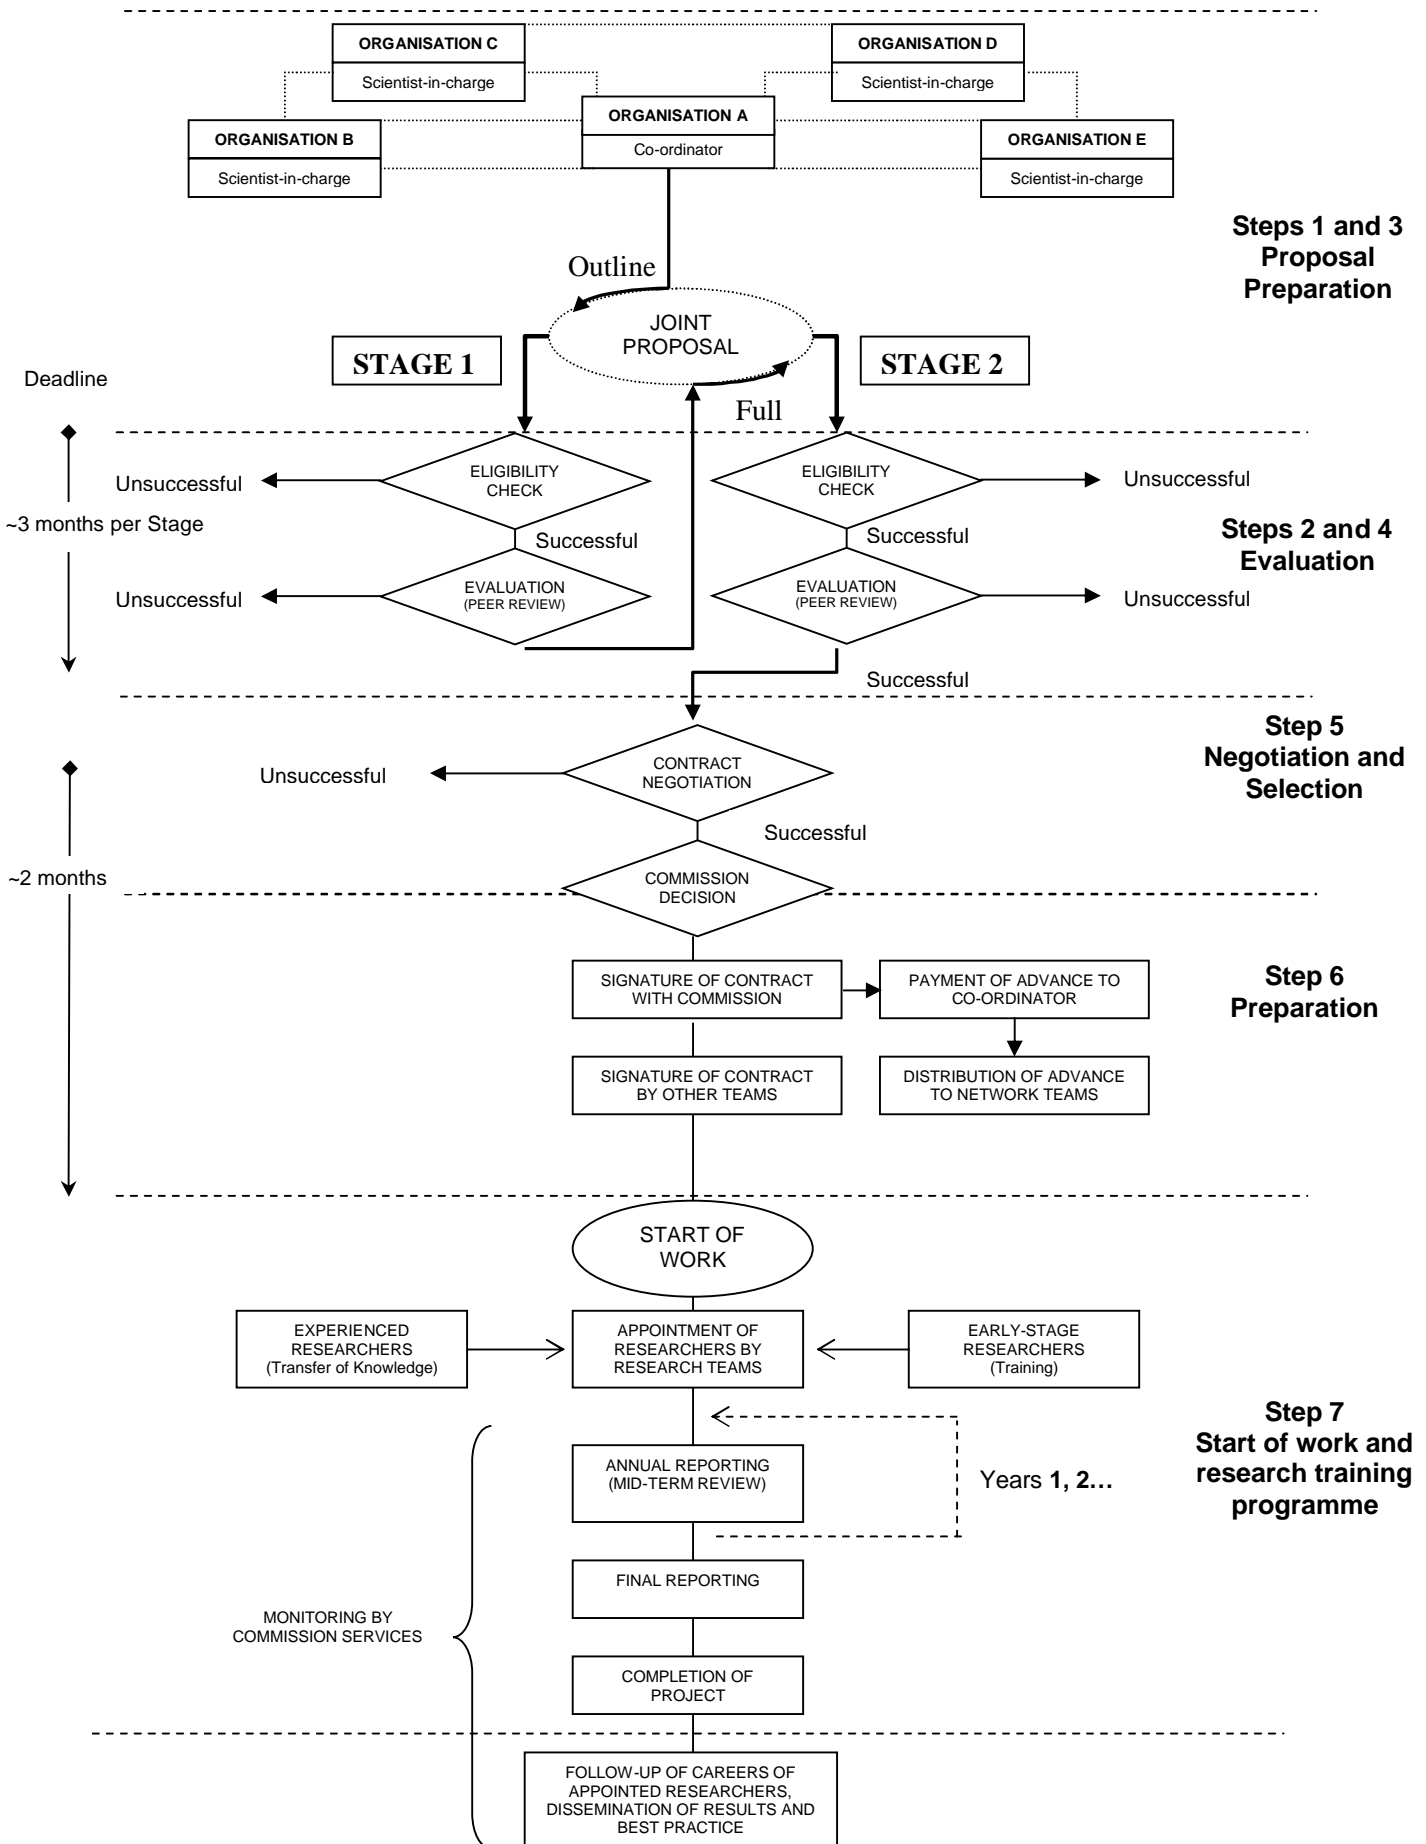 ORGANISATION C
Scientist-in-charge
ORGANISATION D
Scientist-in-charge
ORGANISATION A
Co-ordinator
ORGANISATION B
Scientist-in-charge
ORGANISATION E
Scientist-in-charge
Steps 1 and 3
Proposal
Preparation
Outline
JOINT
PROPOSAL
STAGE 1
STAGE 2
Deadline
Full
ELIGIBILITY
CHECK
Unsuccessful
ELIGIBILITY
CHECK
Unsuccessful
~3 months per Stage
Successful
Successful
Steps 2 and 4
Evaluation
EVALUATION
(PEER REVIEW)
Unsuccessful
EVALUATION
(PEER REVIEW)
Unsuccessful
Successful
Step 5
Negotiation and
Selection
CONTRACT
NEGOTIATION
Unsuccessful
Successful
~2 months
COMMISSION
DECISION
SIGNATURE OF CONTRACT
WITH COMMISSION
PAYMENT OF ADVANCE TO
CO-ORDINATOR
Step 6
Preparation
SIGNATURE OF CONTRACT
BY OTHER TEAMS
DISTRIBUTION OF ADVANCE
TO NETWORK TEAMS
START OF
WORK
EXPERIENCED
RESEARCHERS
(Transfer of Knowledge)
APPOINTMENT OF
RESEARCHERS BY
RESEARCH TEAMS
EARLY-STAGE
RESEARCHERS
(Training)
Step 7
Start of work and
research training
programme
ANNUAL REPORTING
(MID-TERM REVIEW)
Years 1, 2…
FINAL REPORTING
MONITORING BY
COMMISSION SERVICES
COMPLETION OF
PROJECT
FOLLOW-UP OF CAREERS OF
APPOINTED RESEARCHERS,
DISSEMINATION OF RESULTS AND
BEST PRACTICE